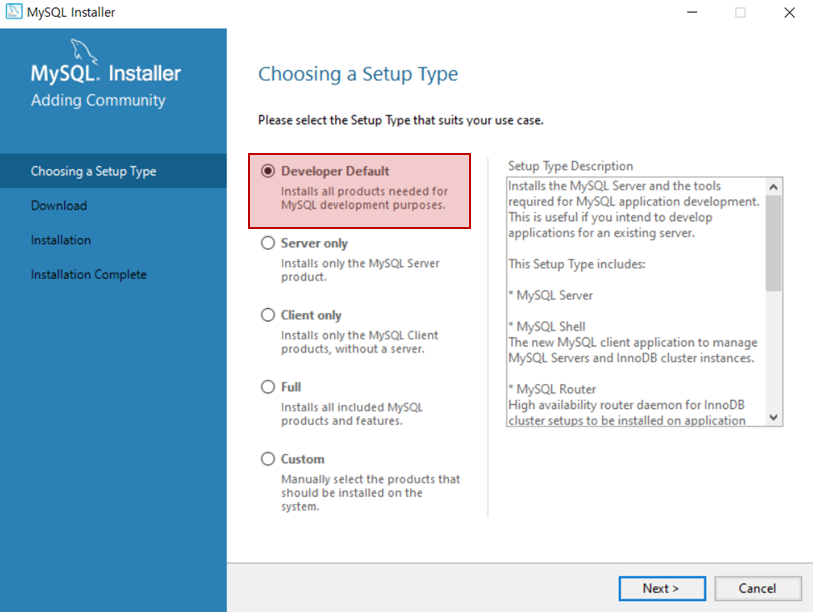 MySQL Installer
MySQL. Installer
Adding Community
Choosing a Setup Type
Download
Installation
Installation Complete
Choosing a Setup Type
Please select the Setup Type that suits your use case.
Developer Default
Installs all products needed for
MySQL development purposes.
Server only
Installs only the MySQL Server
product.
Client only
Installs only the MySQL Client
products, without a server.
Full
Installs all included MySQL
products and features.
Custom
Manually select the products that
should be installed on the
system.
Setup Type Description
Installs the MySQL Server and the tools
required for MySQL application development.
This is useful if you intend to develop
applications for an existing server.
This Setup Type includes:
* MySQL Server
* MySQL Shell
The new MySQL client application to manage
MySQL Servers and InnoDB cluster instances.
* MySQL Router
High availability router daemon for InnoDB
cluster setups to be installed on application
Next >
Cancel